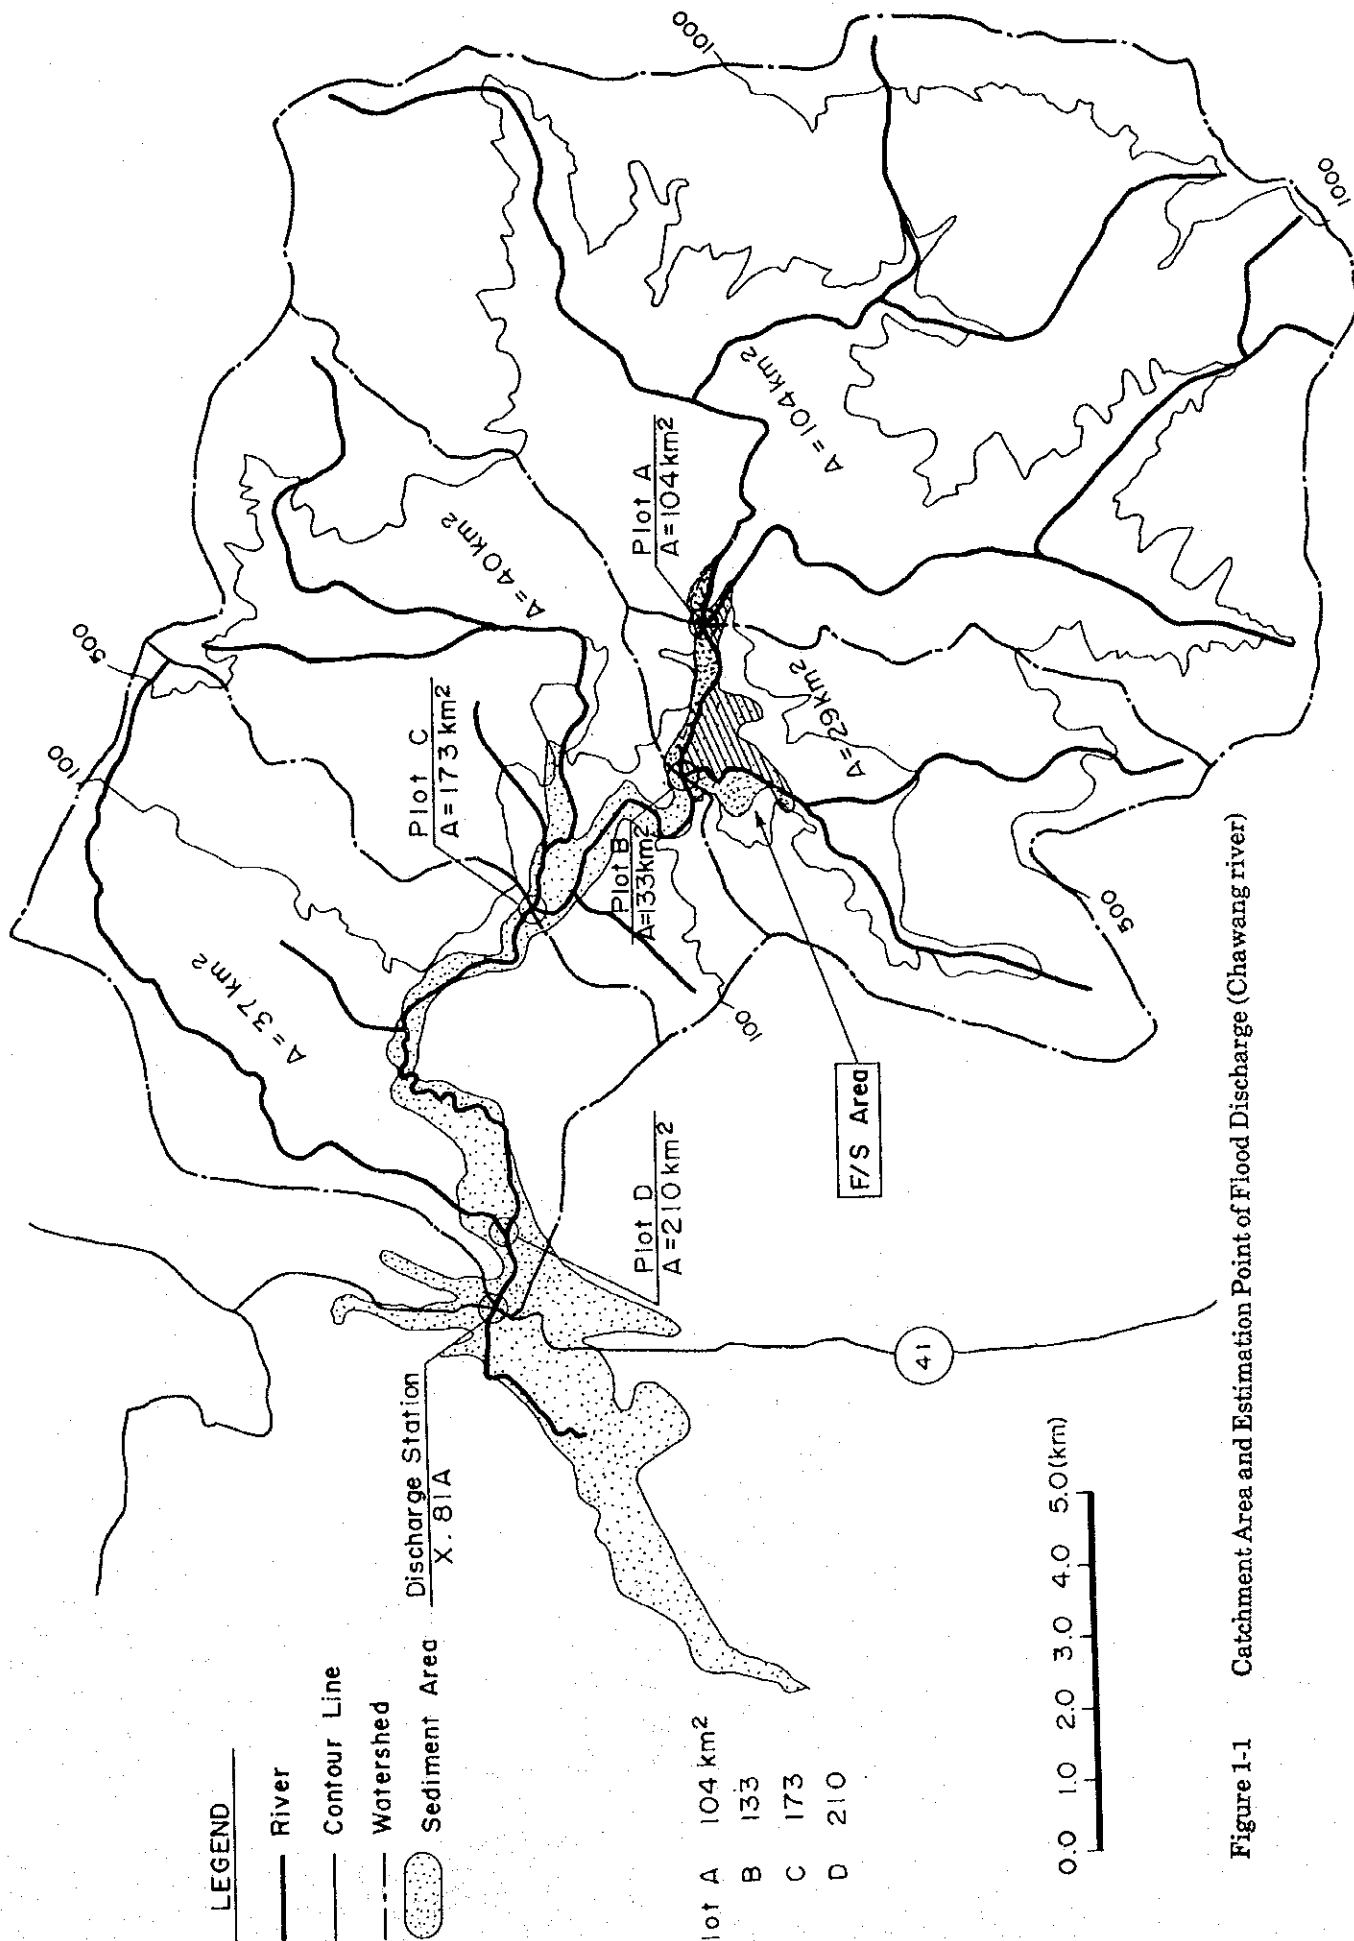 LEGEND
River
Contour Line
Watershed
Sediment Area
Discharge Station
X. 81A
Plot D
A=210km²
Plot C
A=173km²
Plot B
A=133km²
Plot A
A=104km²
A=37km²
A=40km²
A=29km²
A=104km²
100
500
1000
1000
100
500
F/S Area
41
lot A 104 km²
B 133
C 173
D 210
0.0 1.0 2.0 3.0 4.0 5.0(km)
Figure 1-1 Catchment Area and Estimation Point of Flood Discharge (Chawang river)